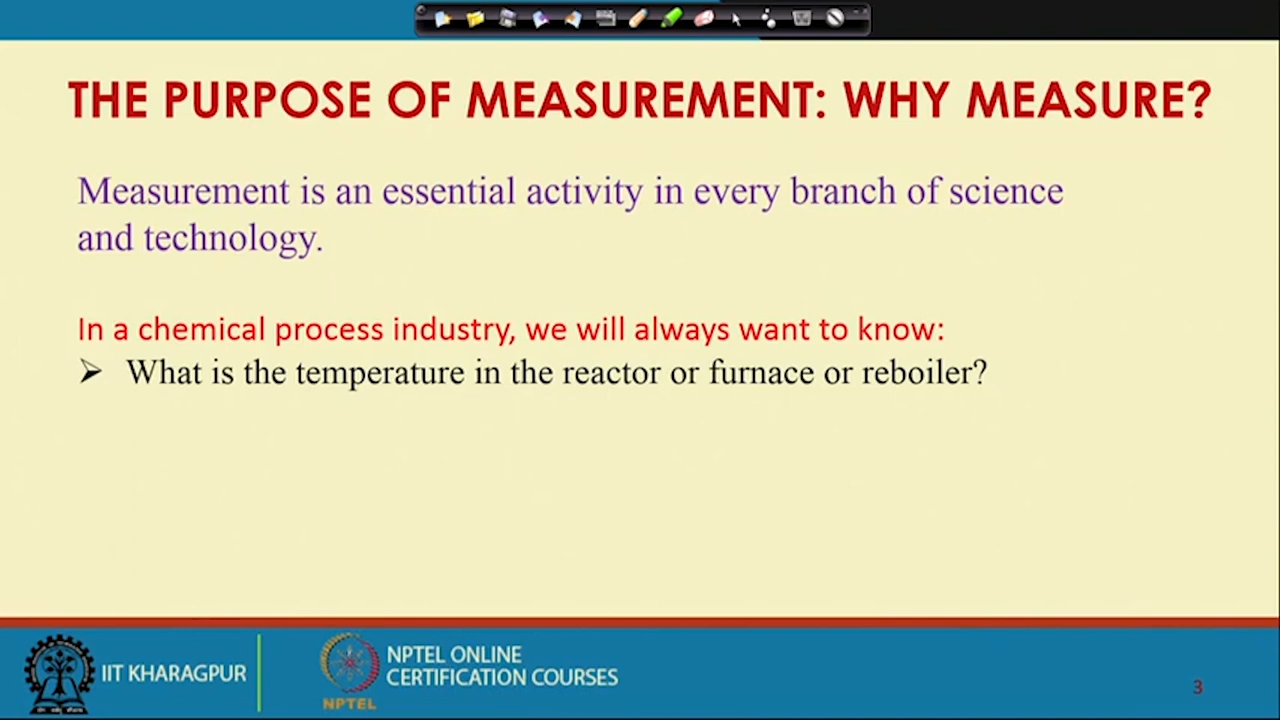 THE PURPOSE OF MEASUREMENT: WHY MEASURE?
Measurement is an essential activity in every branch of science
and technology.
In a chemical process industry, we will always want to know:
➢ What is the temperature in the reactor or furnace or reboiler?
IIT KHARAGPUR
NPTEL
NPTEL ONLINE
CERTIFICATION COURSES
3